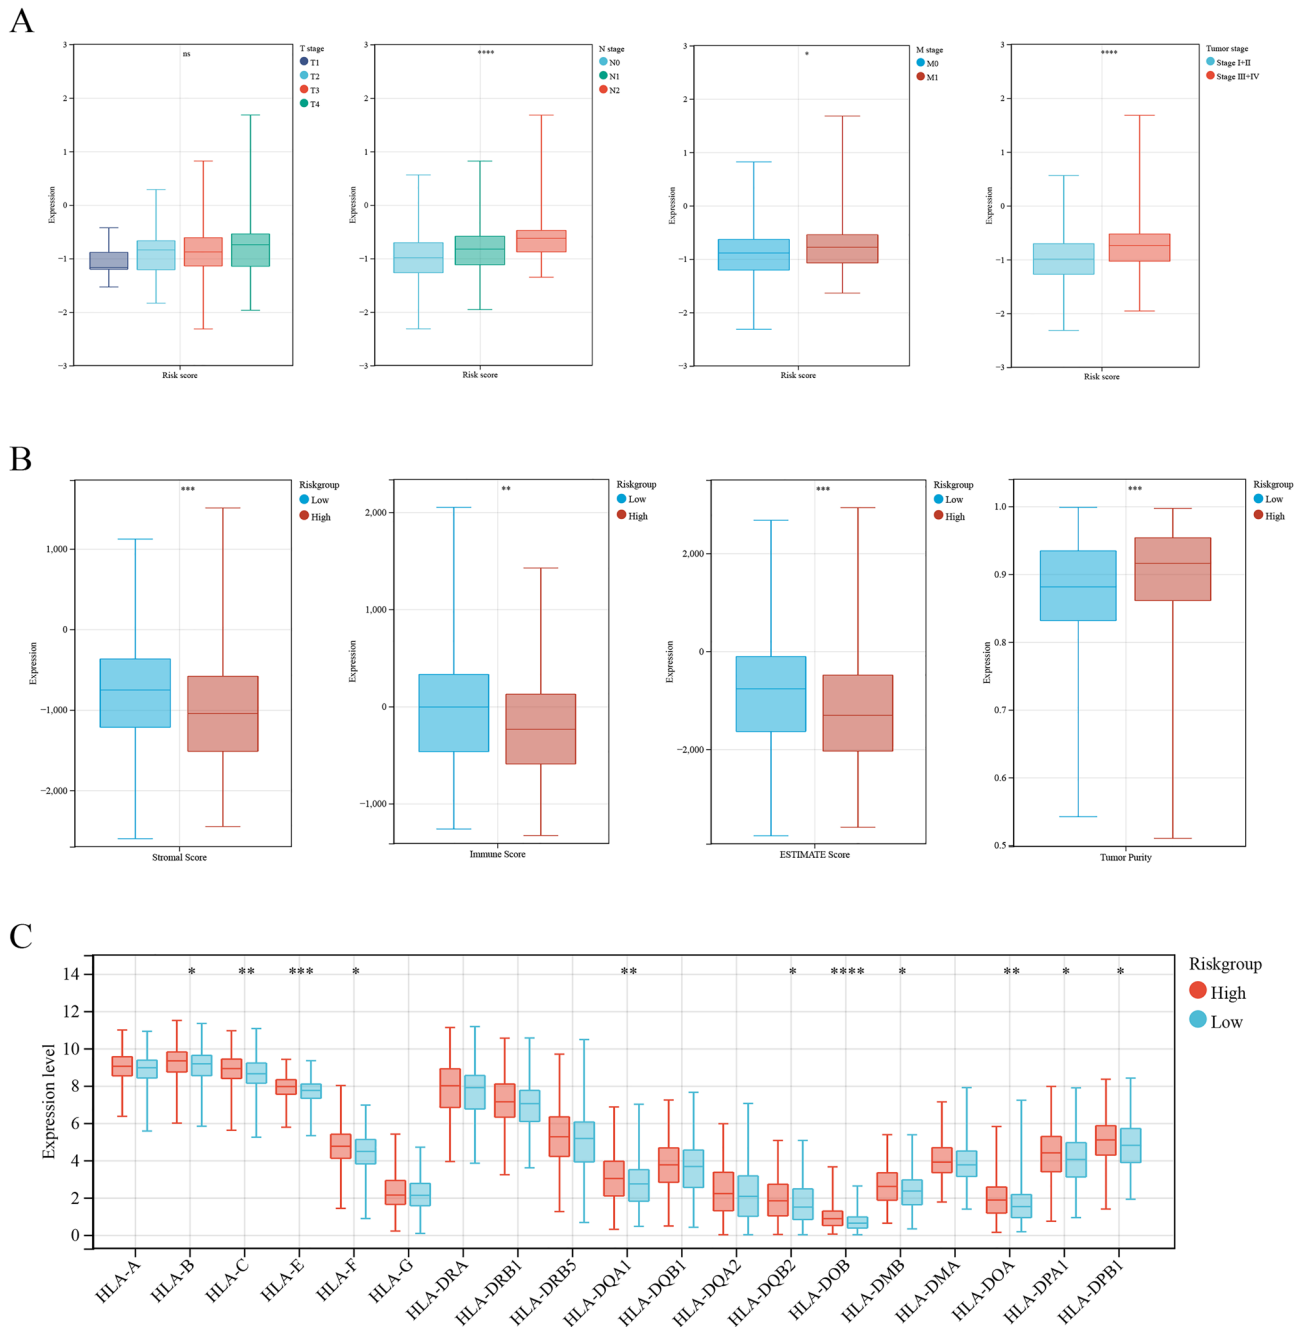 A
T stage
T1
T2
T3
T4
ns
3
2
1
0
−1
−2
−3
Expression
Risk score
N stage
N0
N1
N2
****
3
2
1
0
−1
−2
−3
Expression
Risk score
M stage
M0
M1
*
3
2
1
0
−1
−2
−3
Expression
Risk score
Tumor stage
Stage I+II
Stage III+IV
****
3
2
1
0
−1
−2
−3
Expression
Risk score
B
Riskgroup
Low
High
***
1,000
0
−1,000
−2,000
Expression
Stromal Score
Riskgroup
Low
High
**
2,000
1,000
0
−1,000
Expression
Immune Score
Riskgroup
Low
High
***
2,000
0
−2,000
Expression
ESTIMATE Score
Riskgroup
Low
High
***
1.0
0.9
0.8
0.7
0.6
0.5
Expression
Tumor Purity
C
Riskgroup
High
Low
* ** *** * ** * **** * ** * *
14
12
10
8
6
4
2
0
Expression level
HLA-A
HLA-B
HLA-C
HLA-E
HLA-F
HLA-G
HLA-DRA
HLA-DRB1
HLA-DRB5
HLA-DQA1
HLA-DQB1
HLA-DQA2
HLA-DQB2
HLA-DOB
HLA-DMB
HLA-DMA
HLA-DOA
HLA-DPA1
HLA-DPB1